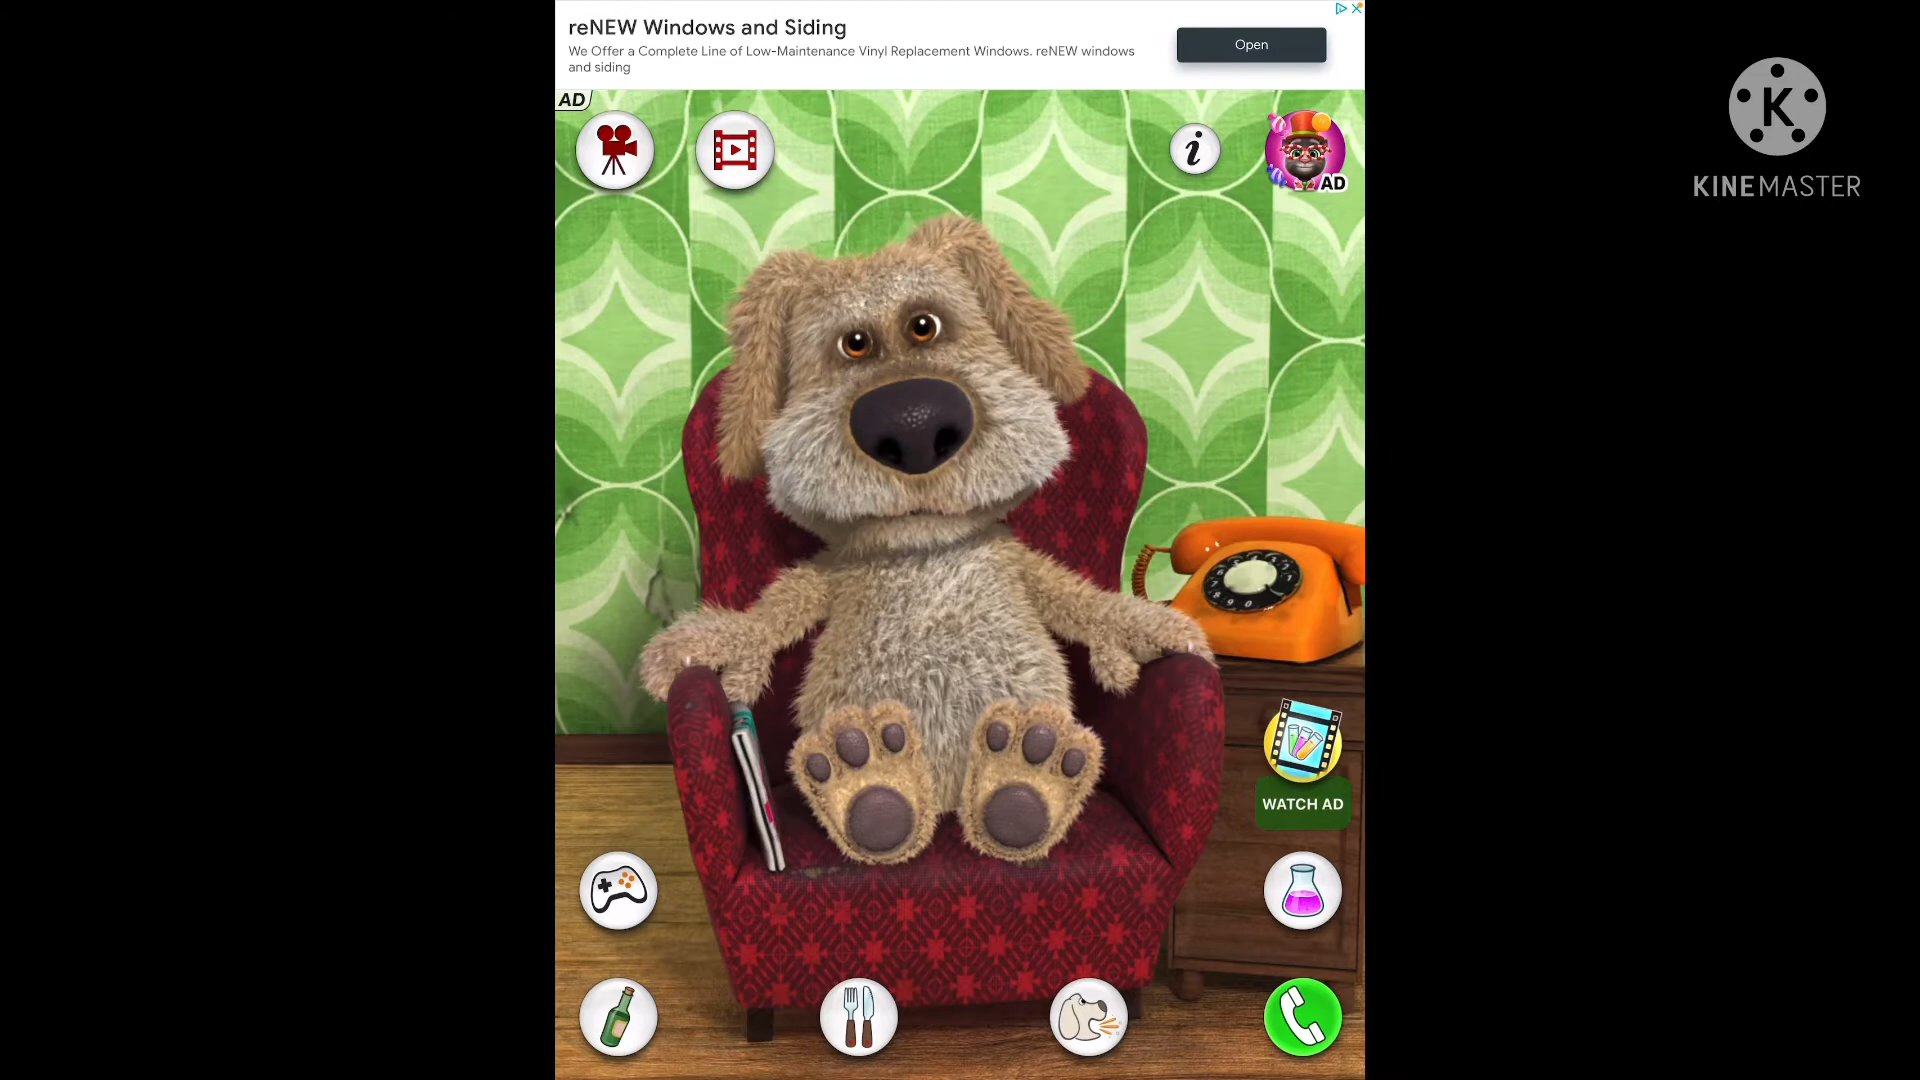 reNEW Windows and Siding
We Offer a Complete Line of Low-Maintenance Vinyl Replacement Windows. reNEW windows
and siding
Open
AD
i
AD
K
KINEMASTER
WATCH AD